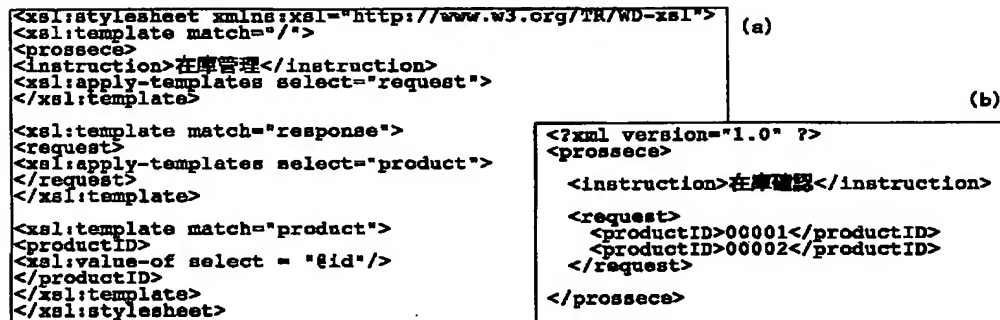 <xsl:stylesheet xmlns:xsl="http://www.w3.org/TR/WD-xsl">
<xsl:template match="/">
<prossece>
<instruction>在庫管理</instruction>
<xsl:apply-templates select="request">
</xsl:template>
<xsl:template match="response">
<request>
<xsl:apply-templates select="product">
</request>
</xsl:template>
<xsl:template match="product">
<productID>
<xsl:value-of select = "@id"/>
</productID>
</xsl:template>
</xsl:stylesheet>
(a)
(b)
<?xml version="1.0" ?>
<prossece>
<instruction>在庫確認</instruction>
<request>
<productID>00001</productID>
<productID>00002</productID>
</request>
</prossece>